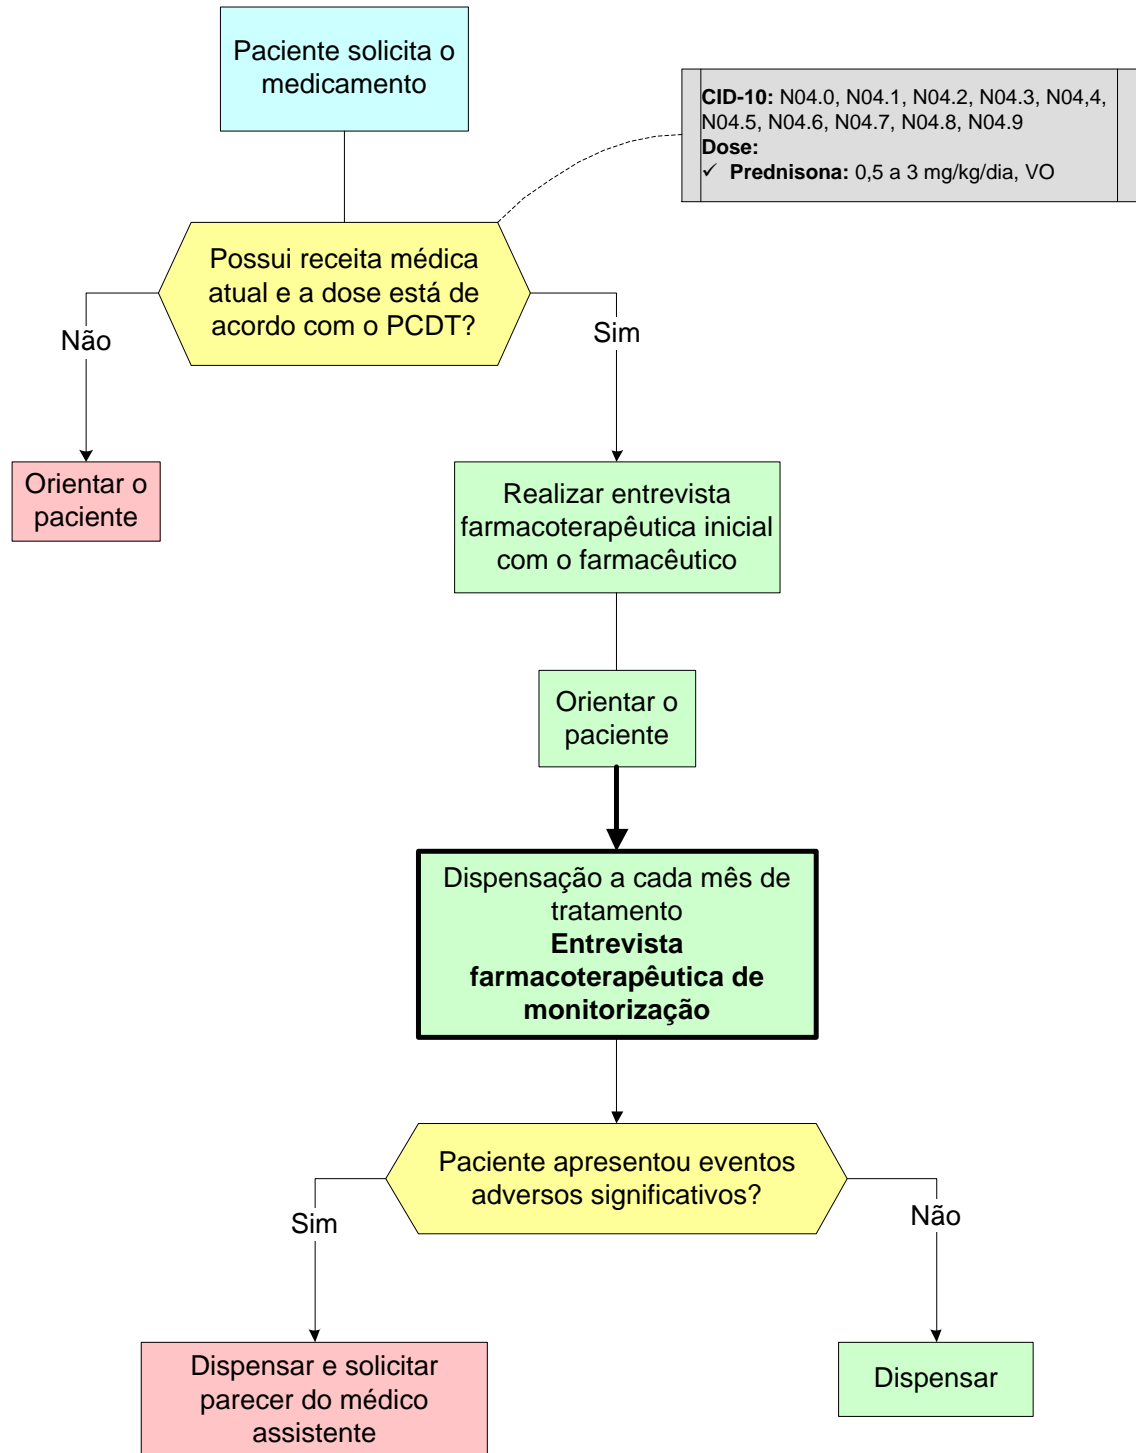 Paciente solicita o
medicamento
CID-10: N04.0, N04.1, N04.2, N04.3, N04,4,
N04.5, N04.6, N04.7, N04.8, N04.9
Dose:
✓ Prednisona: 0,5 a 3 mg/kg/dia, VO
Possui receita médica
atual e a dose está de
acordo com o PCDT?
Não
Sim
Orientar o
paciente
Realizar entrevista
farmacoterapêutica inicial
com o farmacêutico
Orientar o
paciente
Dispensação a cada mês de
tratamento
Entrevista
farmacoterapêutica de
monitorização
Paciente apresentou eventos
adversos significativos?
Sim
Não
Dispensar e solicitar
parecer do médico
assistente
Dispensar